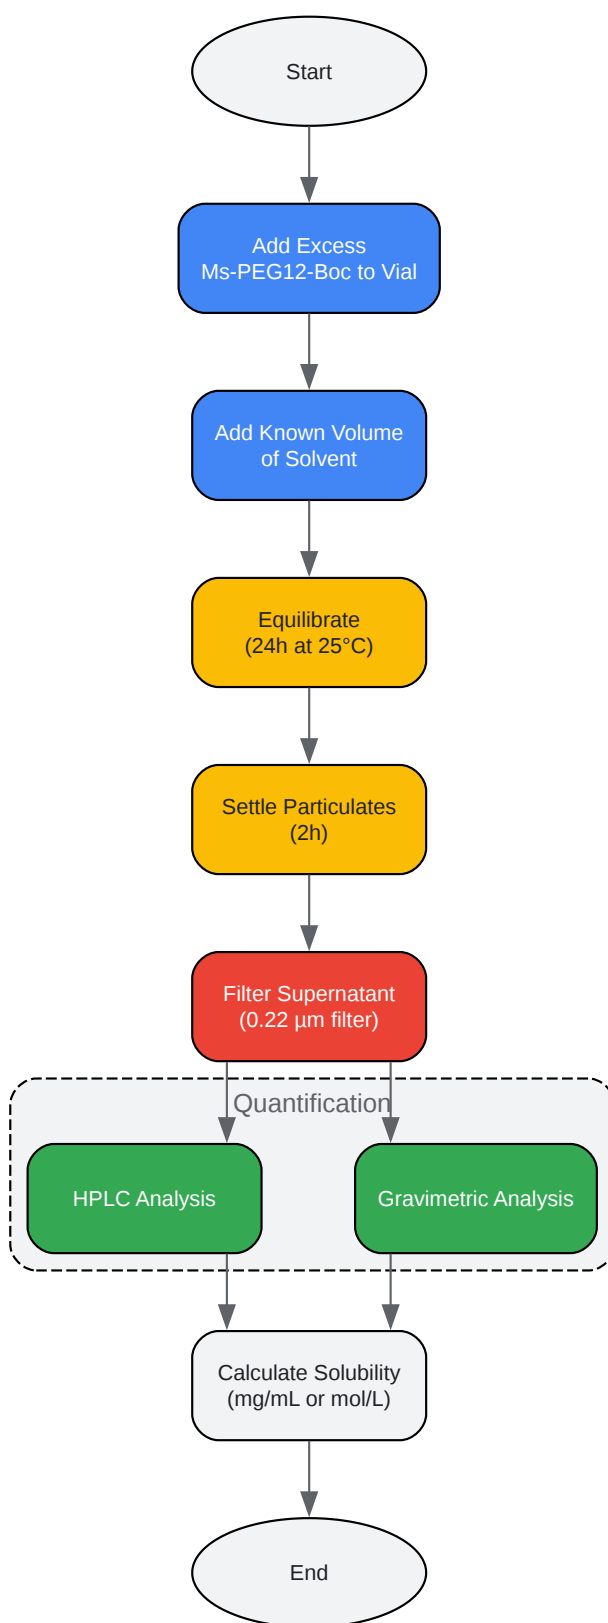 Start
Add Excess
Ms-PEG12-Boc to Vial
Add Known Volume
of Solvent
Equilibrate
(24h at 25°C)
Settle Particulates
(2h)
Filter Supernatant
(0.22 µm filter)
Quantification
HPLC Analysis
Gravimetric Analysis
Calculate Solubility
(mg/mL or mol/L)
End